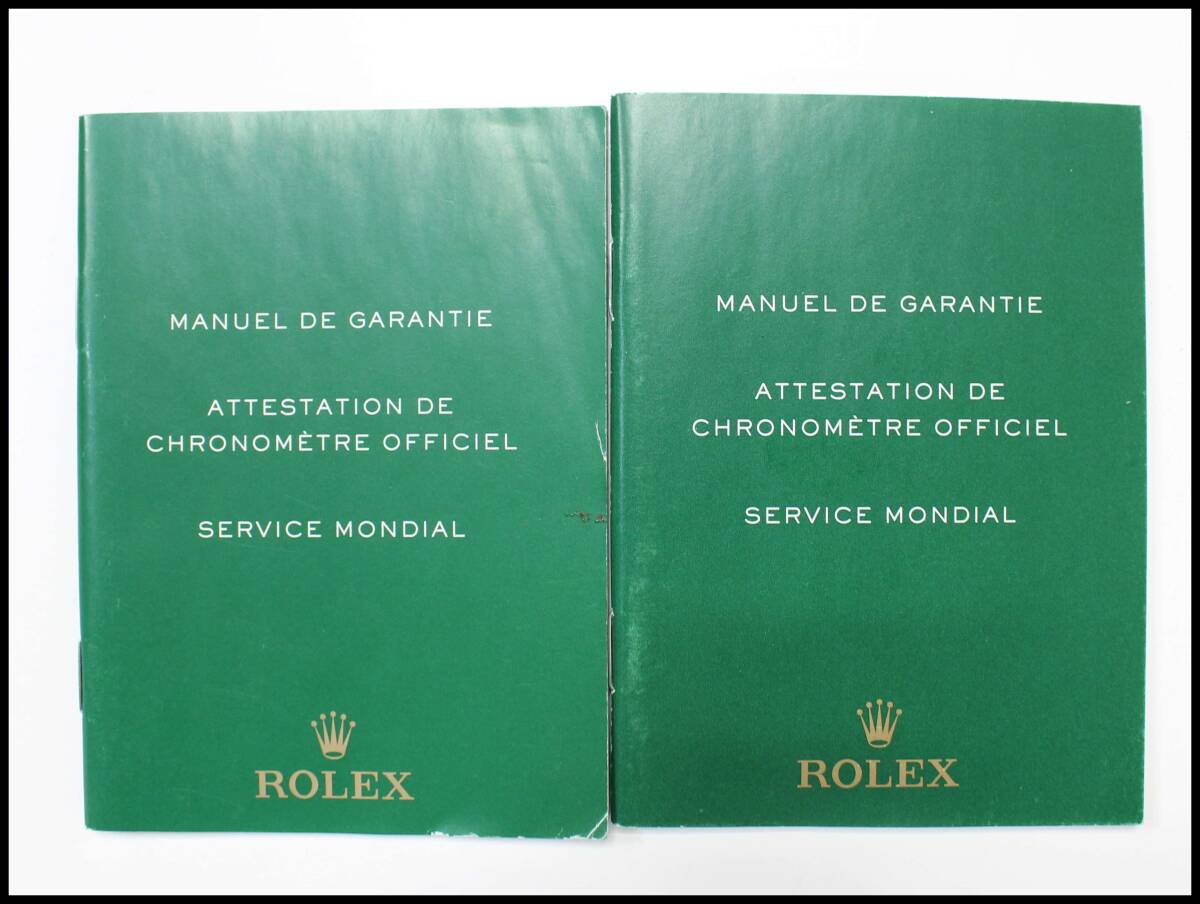 MANUEL DE GARANTIE
ATTESTATION DE
CHRONOMÈTRE OFFICIEL
SERVICE MONDIAL
ROLEX
MANUEL DE GARANTIE
ATTESTATION DE
CHRONOMÈTRE OFFICIEL
SERVICE MONDIAL
ROLEX